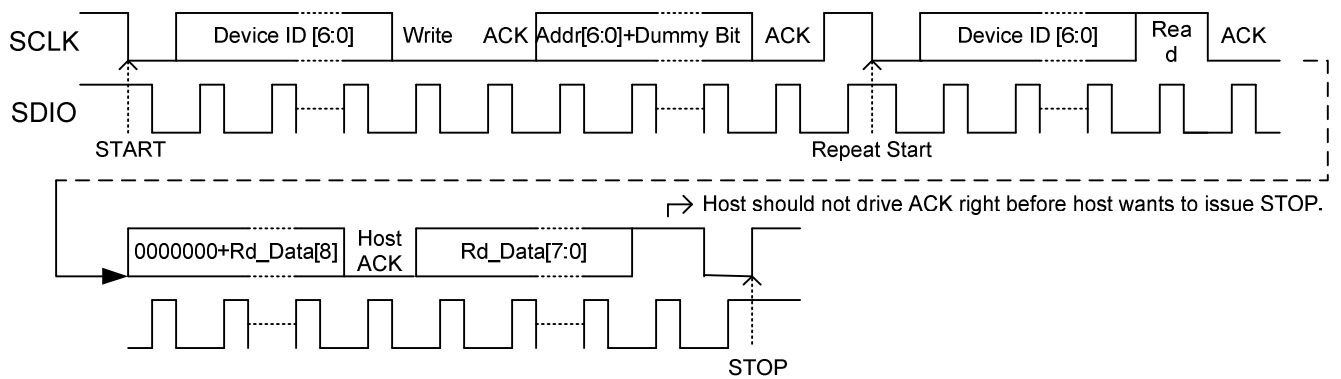 SCLK Device ID [6:0] Write ACK Addr[6:0]+Dummy Bit ACK Device ID [6:0] Rea
d ACK
SDIO
START Repeat Start
Host should not drive ACK right before host wants to issue STOP.
0000000+Rd_Data[8] Host
ACK Rd_Data[7:0]
STOP